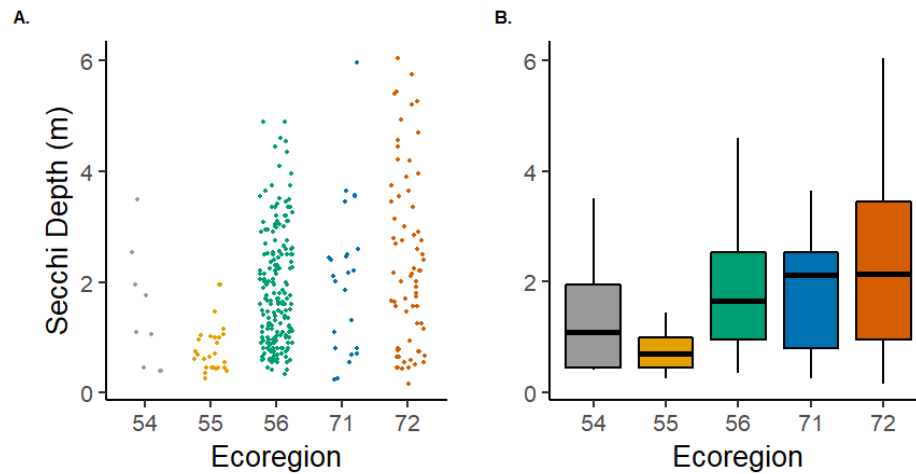 A. B.
Secchi Depth (m)
6 6
4 4
2 2
0 0
54 55 56 71 72 54 55 56 71 72
Ecoregion Ecoregion